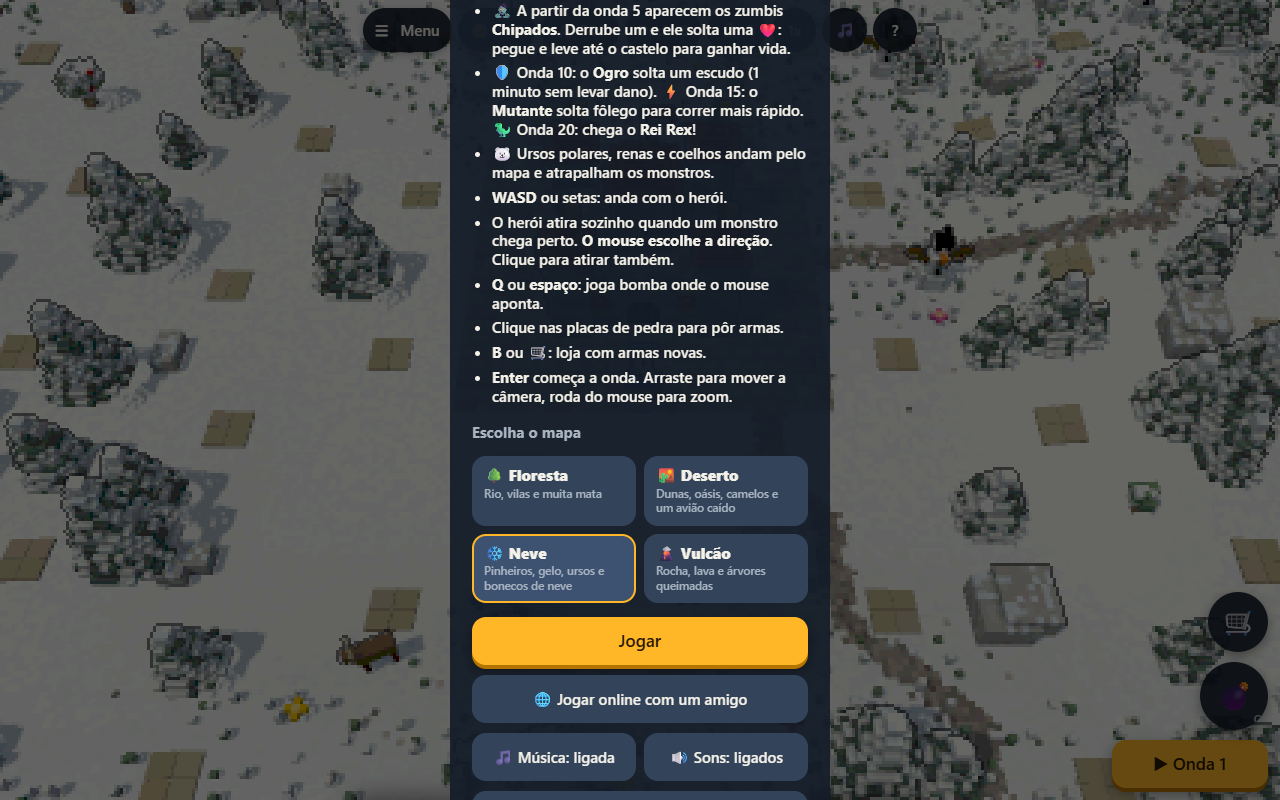 🧟 A partir da onda 5 aparecem os zumbis
Menu
Chipados. Derrube um e ele solta uma ❤️:
?
pegue e leve até o castelo para ganhar vida.
🛡️ Onda 10: o Ogro solta um escudo (1
minuto sem levar dano). ⚡ Onda 15: o
Mutante solta fôlego para correr mais rápido.
🦖 Onda 20: chega o Rei Rex!
🐻‍❄️ Ursos polares, renas e coelhos andam pelo
mapa e atrapalham os monstros.
WASD ou setas: anda com o herói.
O herói atira sozinho quando um monstro
chega perto. O mouse escolhe a direção.
Clique para atirar também.
Q ou espaço: joga bomba onde o mouse
aponta.
Clique nas placas de pedra para pôr armas.
B ou 🛒: loja com armas novas.
Enter começa a onda. Arraste para mover a
câmera, roda do mouse para zoom.
Escolha o mapa
🌳 Floresta
Rio, vilas e muita mata
🏜️ Deserto
Dunas, oásis, camelos e
um avião caído
❄️ Neve
Pinheiros, gelo, ursos e
bonecos de neve
🌋 Vulcão
Rocha, lava e árvores
queimadas
Jogar
🌐 Jogar online com um amigo
🎵 Música: ligada
🔊 Sons: ligados
▶ Onda 1